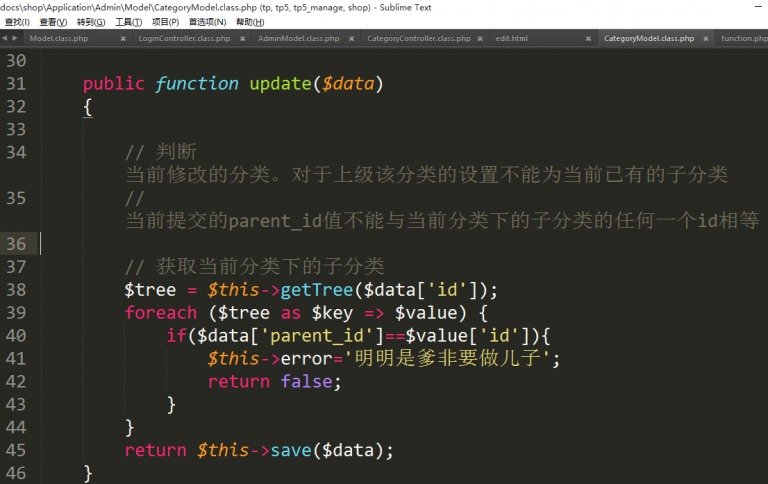 docs\shop\Application\Admin\Model\CategoryModel.class.php (tp, tp5, tp5_manage, shop) - Sublime Text
查找(I) 查看(V) 转到(G) 工具(T) 项目(P) 首选项(N) 帮助(H)
Model.class.php LoginController.class.php AdminModel.class.php CategoryController.class.php edit.html CategoryModel.class.php function.php
30
31 public function update($data)
32 {
33
34 // 判断
当前修改的分类。对于上级该分类的设置不能为当前已有的子分类
35 //
当前提交的parent_id值不能与当前分类下的子分类的任何一个id相等
36
37 // 获取当前分类下的子分类
38 $tree = $this->getTree($data['id']);
39 foreach ($tree as $key => $value) {
40 if($data['parent_id']==$value['id']){
41 $this->error='明明是爹非要做儿子';
42 return false;
43 }
44 }
45 return $this->save($data);
46 }